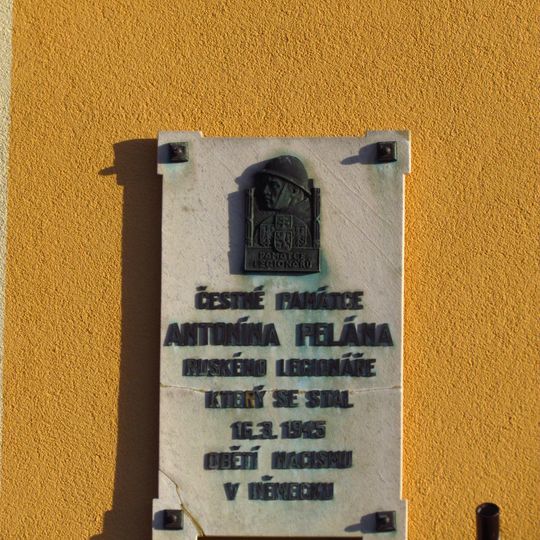 PAMÁTCE
LEGIONÁŘŮ
ČESTNÉ PAMÁTCE
ANTONÍNA PELÁNA
RUSKÉHO LEGIONÁŘE
KTERÝ SE STAL
16.3. 1945
OBĚTÍ NACISMU
V NĚMECKU